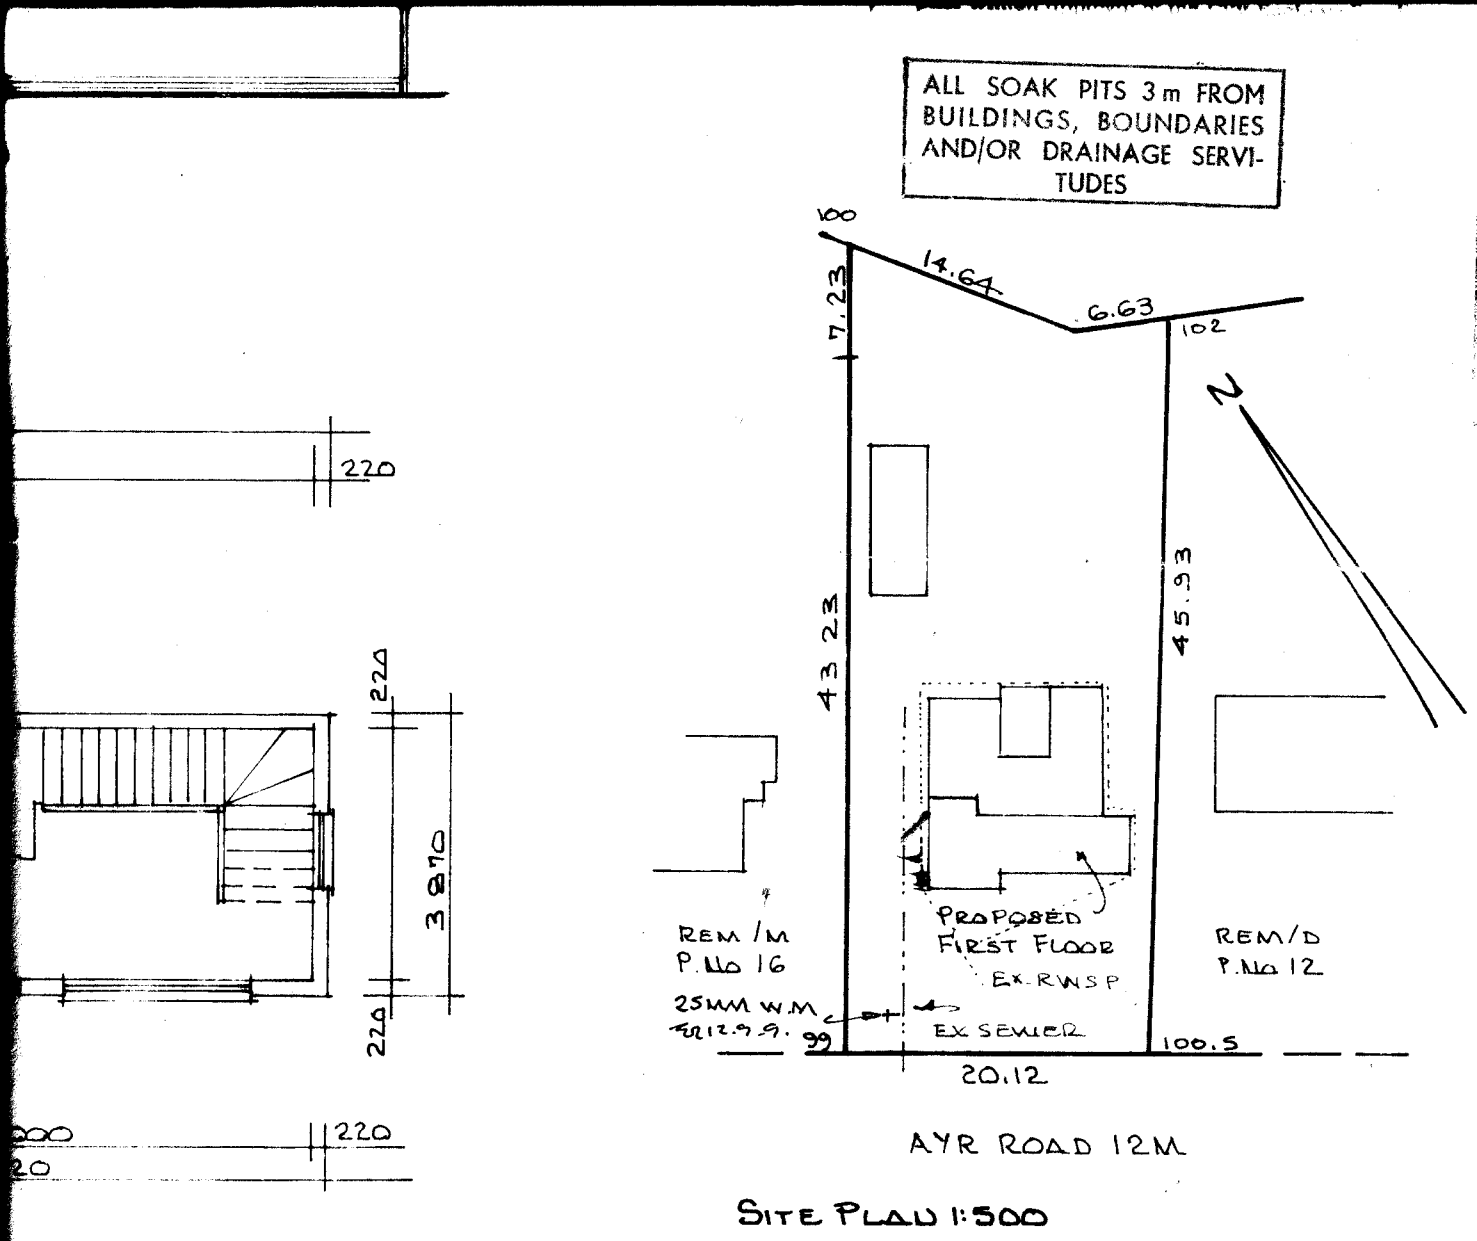 ALL SOAK PITS 3m FROM
BUILDINGS, BOUNDARIES
AND/OR DRAINAGE SERVI-
TUDES
100
14.64
6.63
102
7.23
N
220
43 23
45.93
220
3870
220
PROPOSED
FIRST FLOOR
EX-RWSP
REM/M
P.No 16
REM/D
P.No 12
25MM W.M
EX SEWER
99
100.5
20.12
220
AYR ROAD 12M
SITE PLAN 1:500